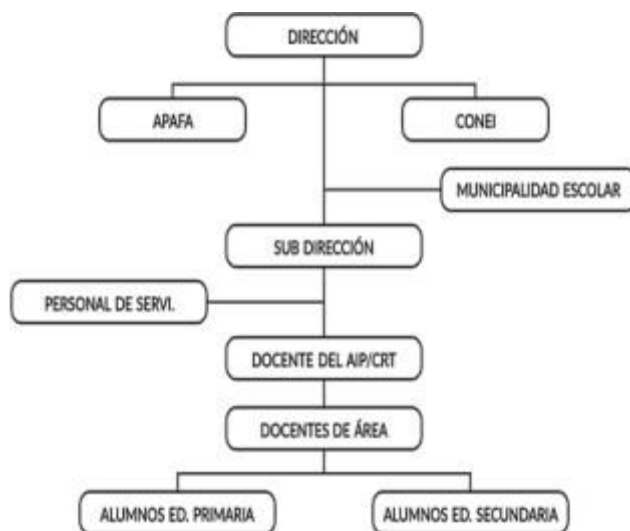 DIRECCIÓN
APAFA
CONEI
MUNICIPALIDAD ESCOLAR
SUB DIRECCIÓN
PERSONAL DE SERVI.
DOCENTE DEL AIP/CRT
DOCENTES DE ÁREA
ALUMNOS ED. PRIMARIA
ALUMNOS ED. SECUNDARIA